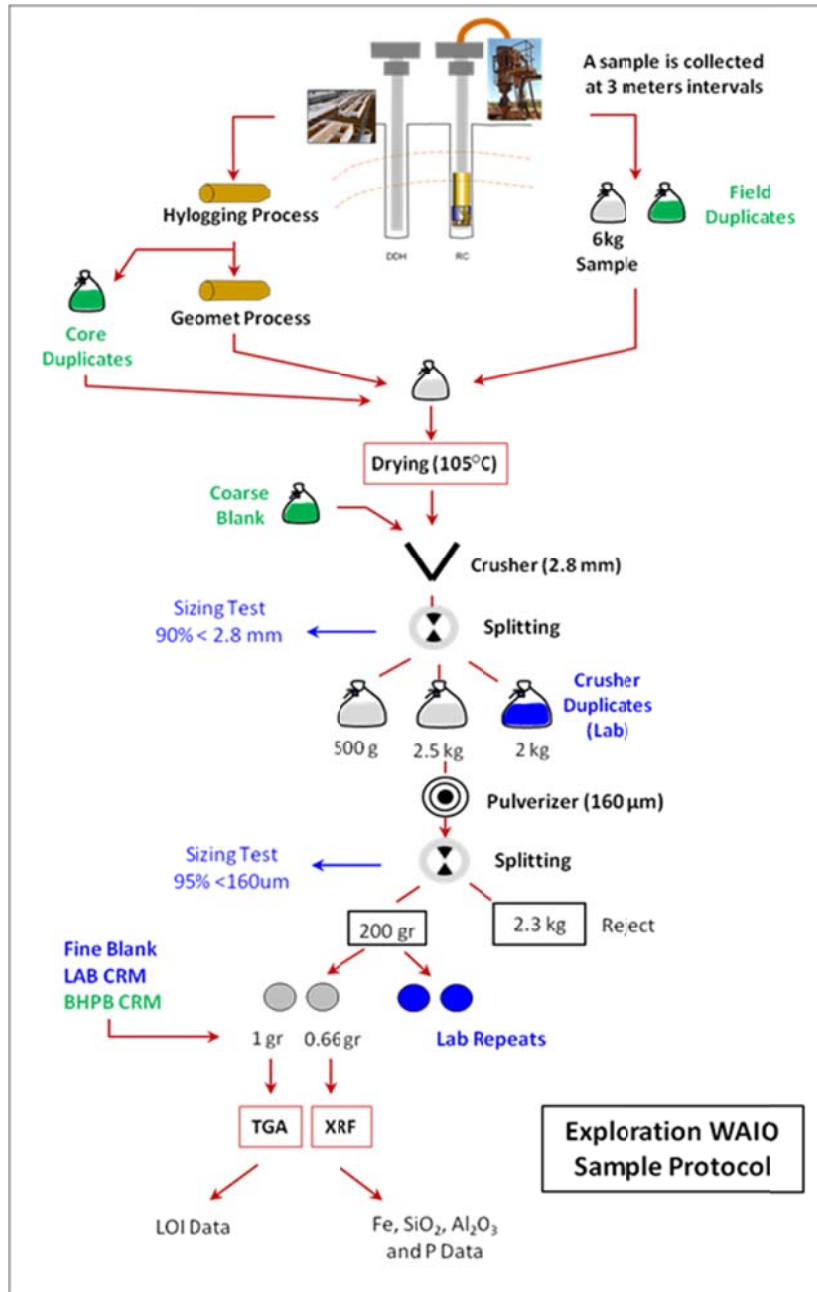 A sample is collected
at 3 meters intervals
Hylogging Process
Field
Duplicates
6kg
Sample
DDH
RC
Geomet Process
Core
Duplicates
Drying (105°C)
Coarse
Blank
Crusher (2.8 mm)
Sizing Test
90% < 2.8 mm
Splitting
Crusher
Duplicates
(Lab)
500 g
2.5 kg
2 kg
Pulverizer (160 µm)
Sizing Test
95% <160um
Splitting
200 gr
2.3 kg
Reject
Fine Blank
LAB CRM
BHPB CRM
1 gr
0.66 gr
Lab Repeats
TGA
XRF
Exploration WAIO
Sample Protocol
LOI Data
Fe, SiO₂, Al₂O₃
and P Data